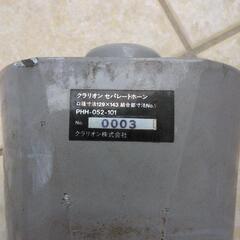 クラリオン セパレートホーン
口径寸法129×143 結合部寸法No.
PHH-052-101
No. 0003
クラリオン株式会社